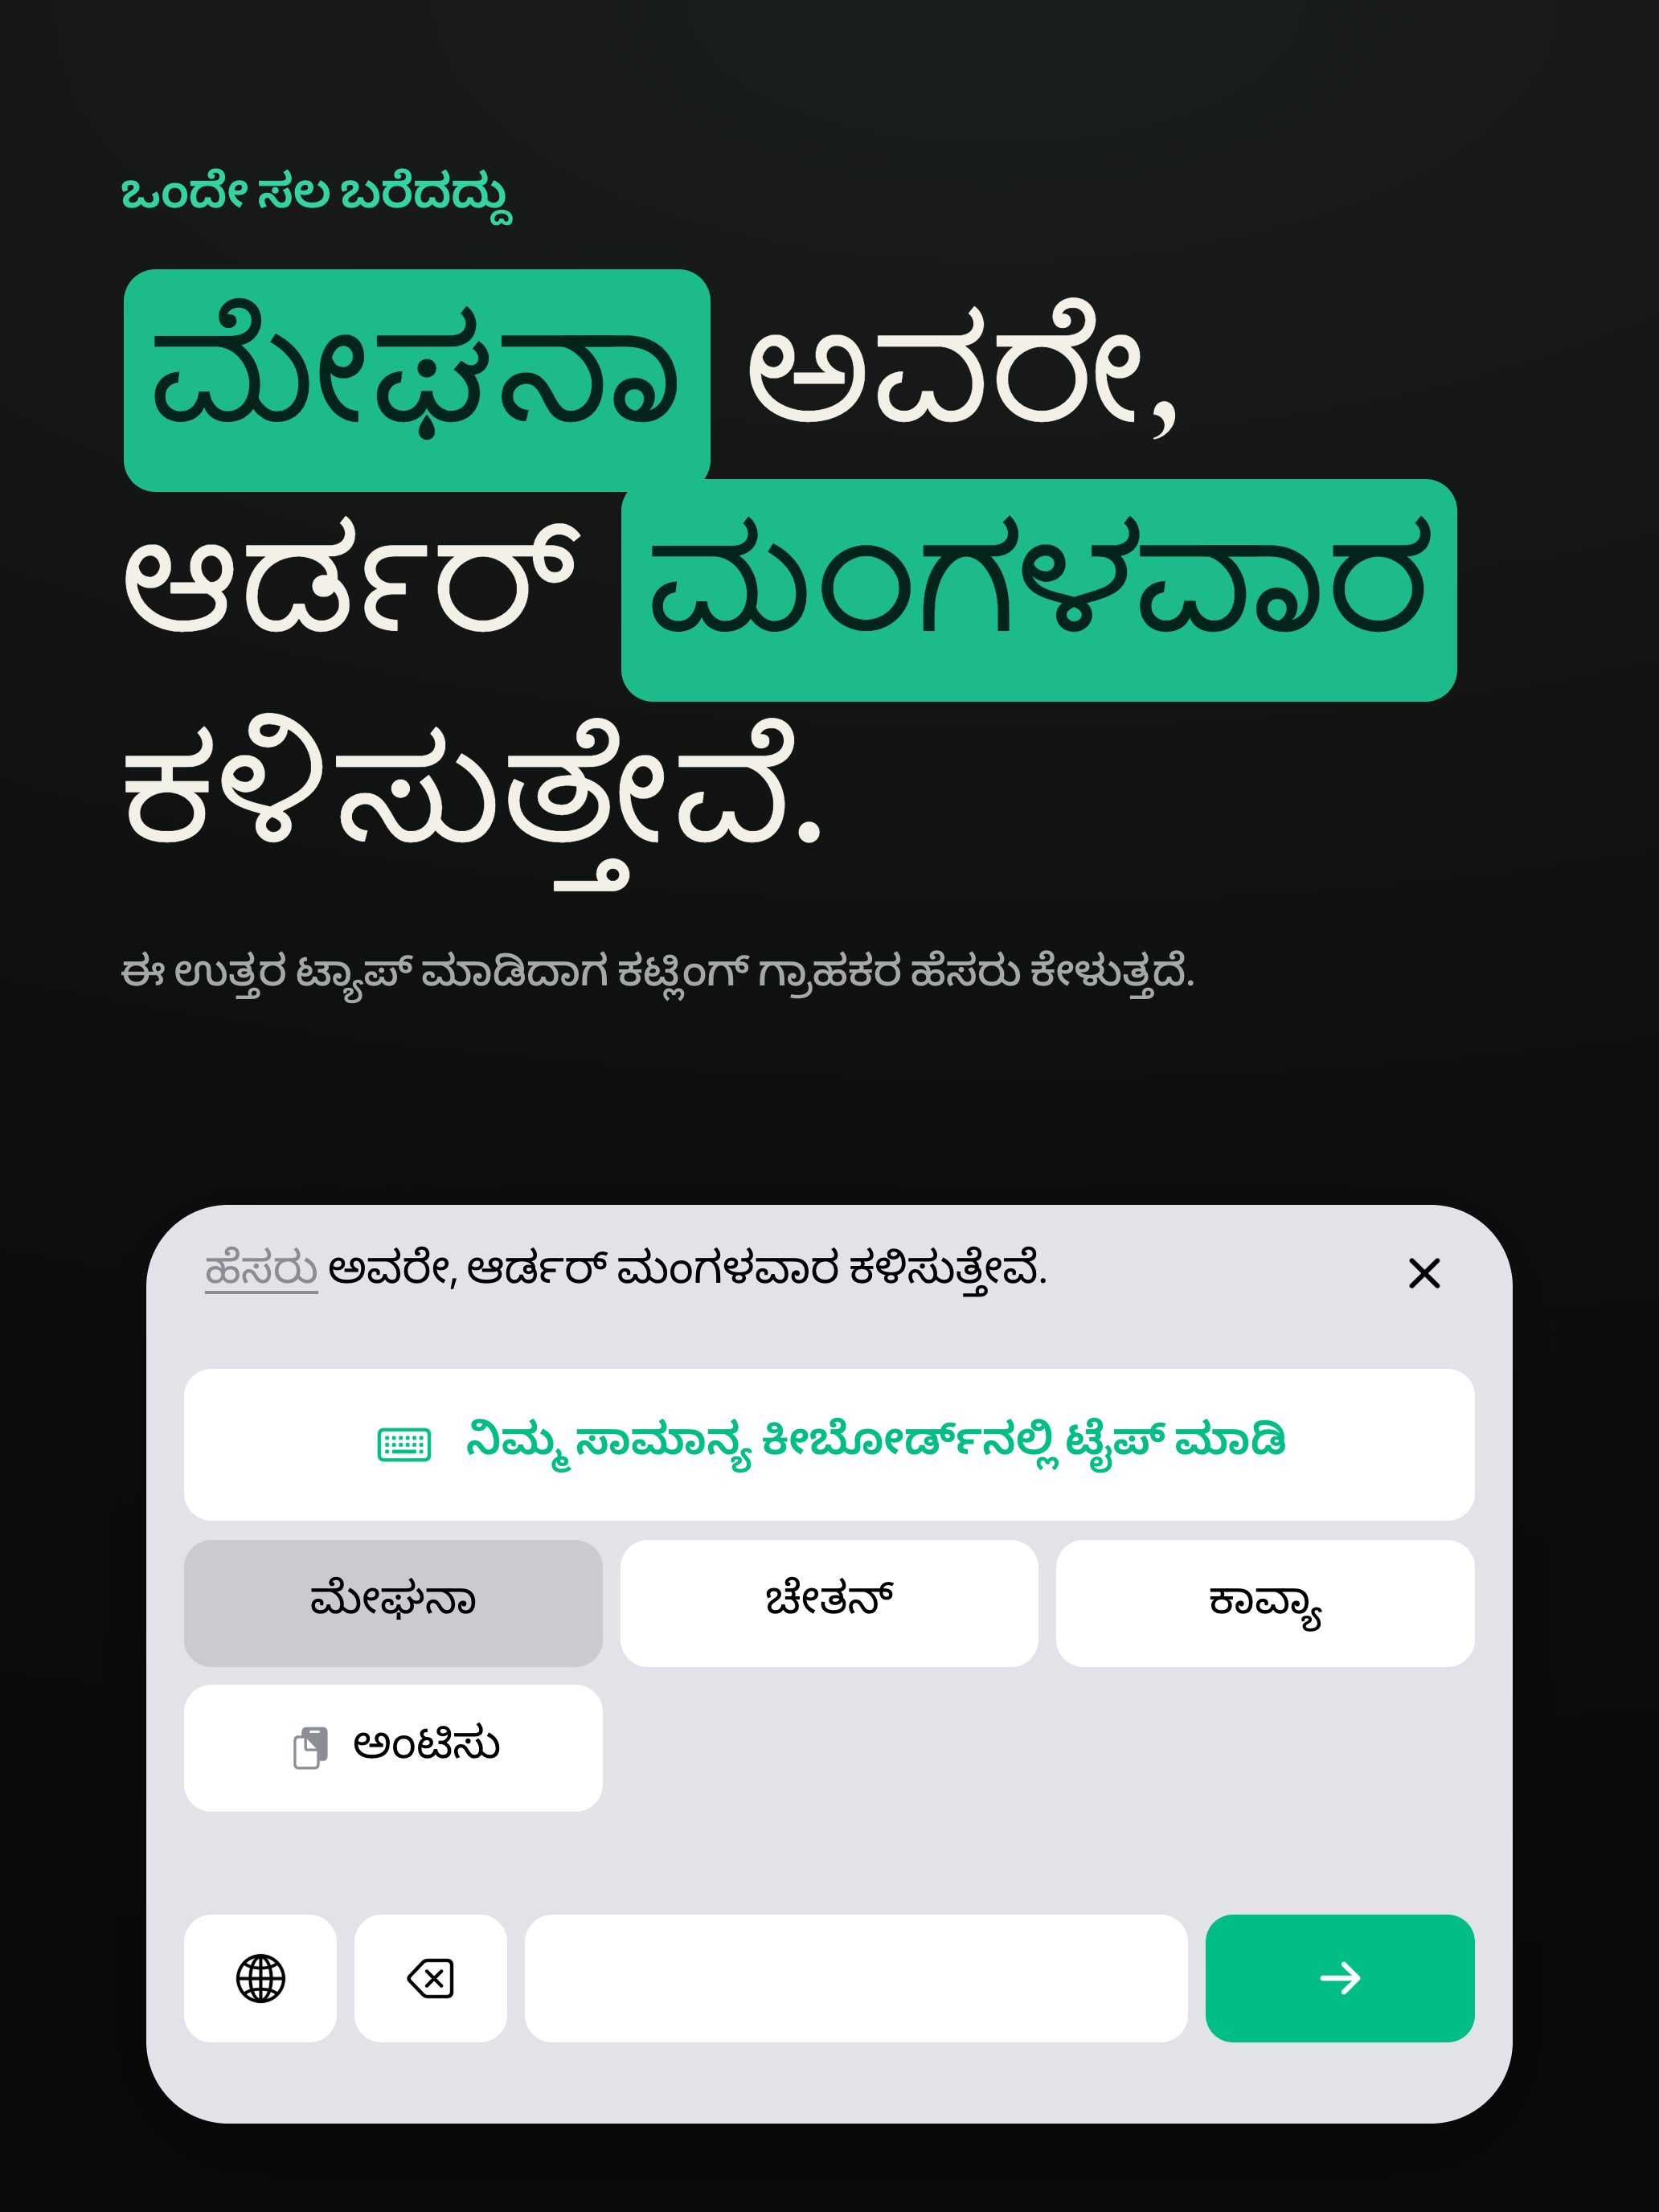 ಒಂದೇ ಸಲ ಬರೆದದ್ದು
ಮೇಘನಾ ಅವರೇ,
ಆರ್ಡರ್ ಮಂಗಳವಾರ
ಕಳಿಸುತ್ತೇವೆ.
ಈ ಉತ್ತರ ಟ್ಯಾಪ್ ಮಾಡಿದಾಗ ಕಟ್ಲಿಂಗ್ ಗ್ರಾಹಕರ ಹೆಸರು ಕೇಳುತ್ತದೆ.
ಹೆಸರು ಅವರೇ, ಆರ್ಡರ್ ಮಂಗಳವಾರ ಕಳಿಸುತ್ತೇವೆ.
ನಿಮ್ಮ ಸಾಮಾನ್ಯ ಕೀಬೋರ್ಡ್‌ನಲ್ಲಿ ಟೈಪ್ ಮಾಡಿ
ಮೇಘನಾ ಚೇತನ್ ಕಾವ್ಯಾ
ಅಂಟಿಸು